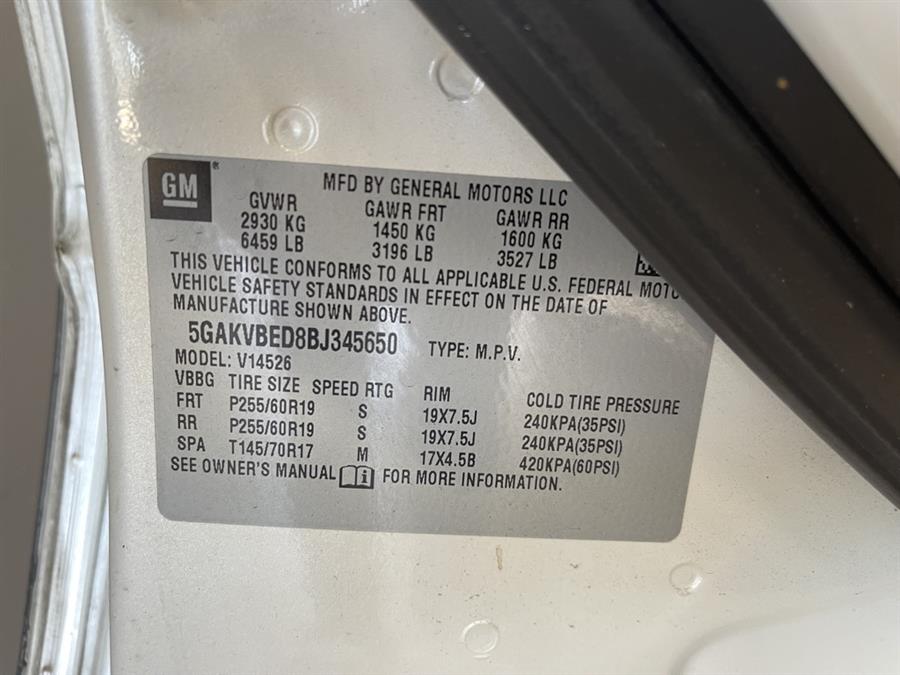 GM® MFD BY GENERAL MOTORS LLC
GVWR GAWR FRT GAWR RR
2930 KG 1450 KG 1600 KG
6459 LB 3196 LB 3527 LB
THIS VEHICLE CONFORMS TO ALL APPLICABLE U.S. FEDERAL
VEHICLE SAFETY STANDARDS IN EFFECT ON THE DATE OF
MANUFACTURE SHOWN ABOVE.
5GAKVBED8BJ345650 TYPE: M.P.V.
MODEL: V14526
VBBG TIRE SIZE SPEED RTG RIM COLD TIRE PRESSURE
FRT P255/60R19 S 19X7.5J 240KPA(35PSI)
RR P255/60R19 S 19X7.5J 240KPA(35PSI)
SPA T145/70R17 M 17X4.5B 420KPA(60PSI)
SEE OWNER'S MANUAL FOR MORE INFORMATION.